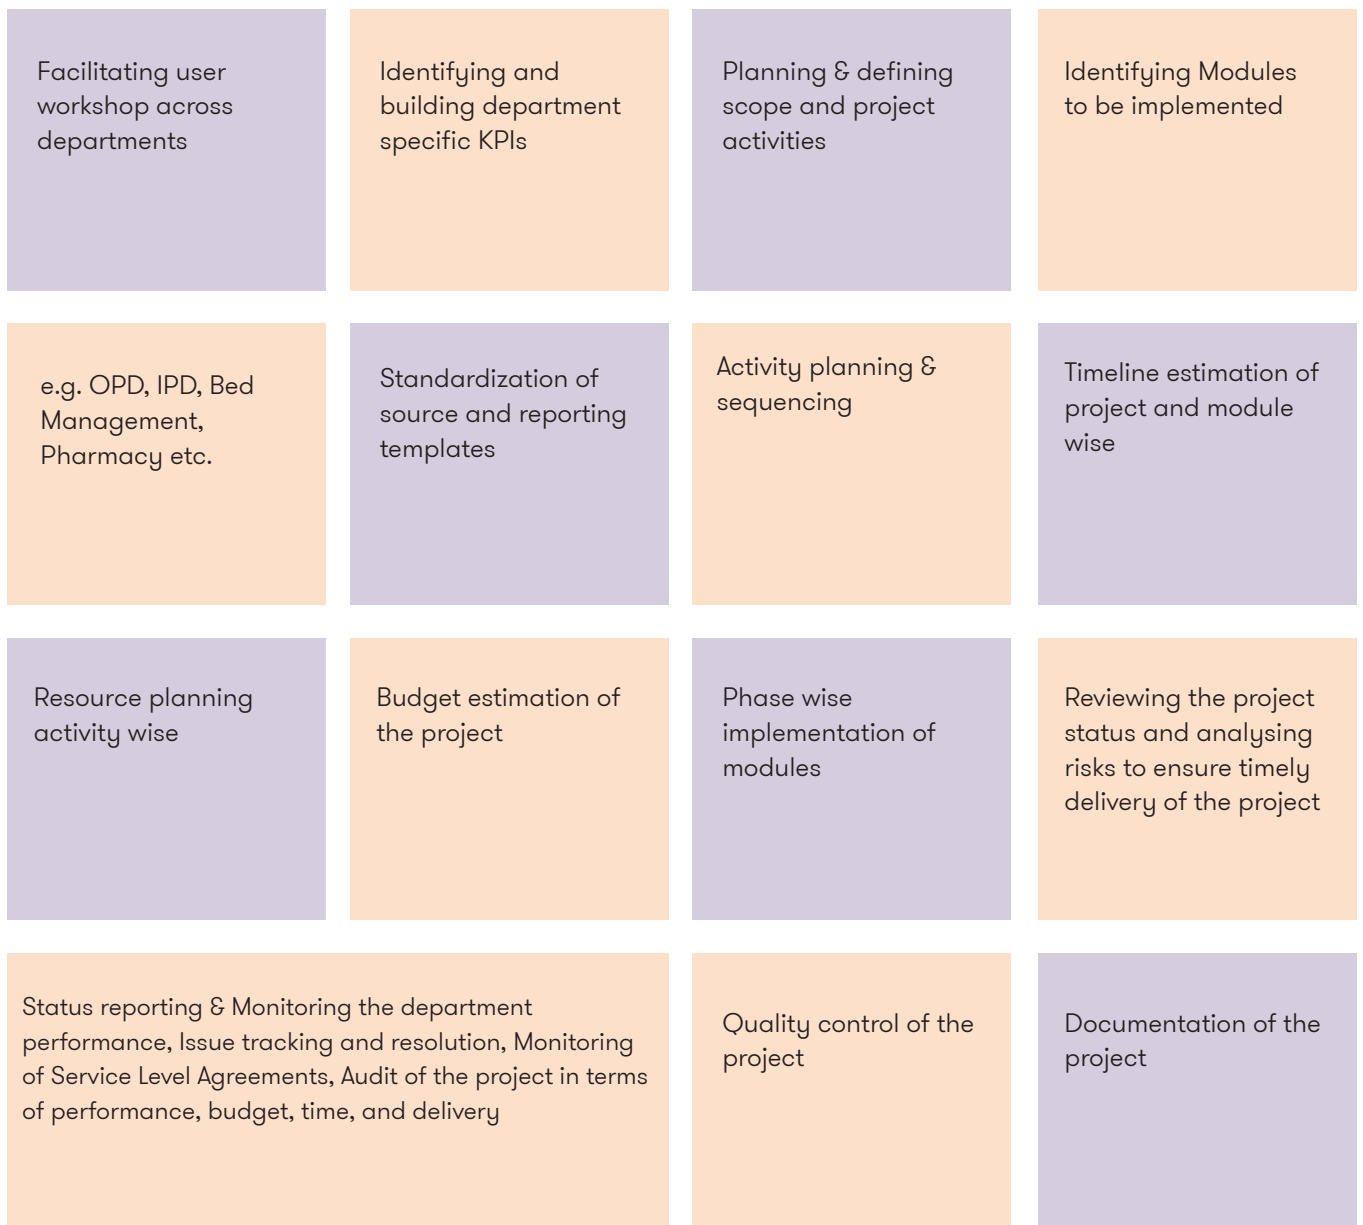 Facilitating user
workshop across
departments
Identifying and
building department
specific KPIs
Planning & defining
scope and project
activities
Identifying Modules
to be implemented
e.g. OPD, IPD, Bed
Management,
Pharmacy etc.
Standardization of
source and reporting
templates
Activity planning &
sequencing
Timeline estimation of
project and module
wise
Resource planning
activity wise
Budget estimation of
the project
Phase wise
implementation of
modules
Reviewing the project
status and analysing
risks to ensure timely
delivery of the project
Status reporting & Monitoring the department
performance, Issue tracking and resolution, Monitoring
of Service Level Agreements, Audit of the project in terms
of performance, budget, time, and delivery
Quality control of the
project
Documentation of the
project